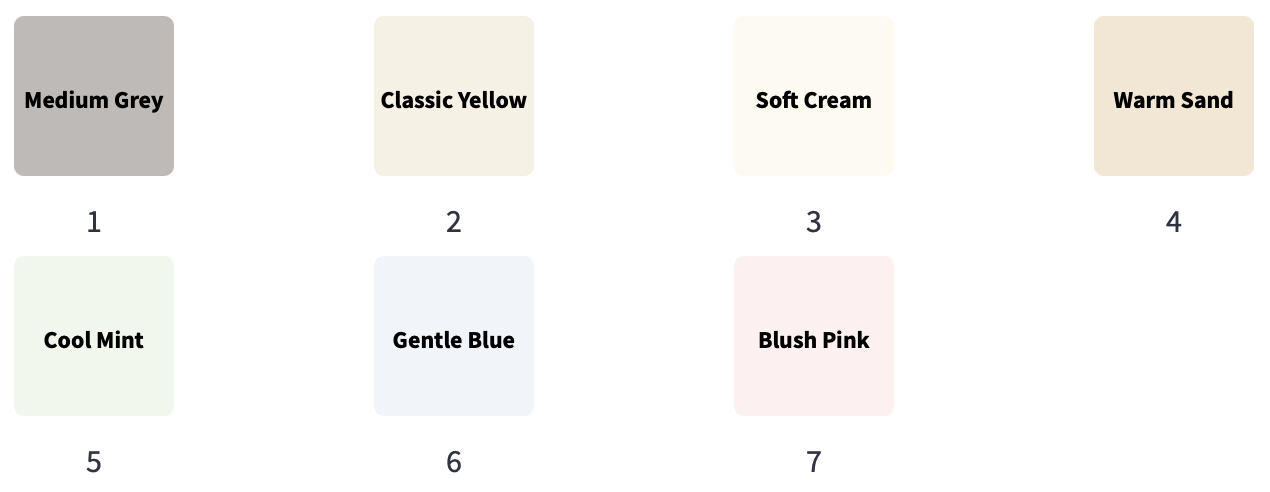 Medium Grey
Classic Yellow
Soft Cream
Warm Sand
1
2
3
4
Cool Mint
Gentle Blue
Blush Pink
5
6
7